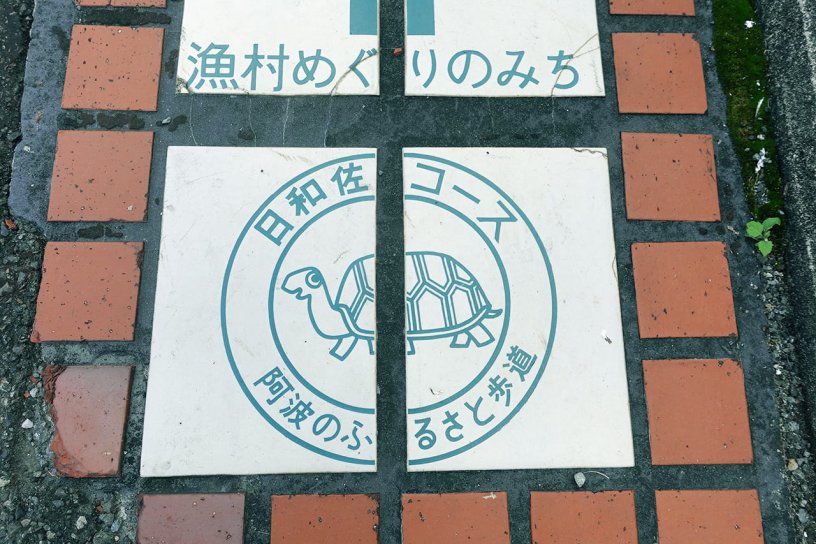 漁村めぐりのみち
日和佐コース
阿波のふるさと歩道